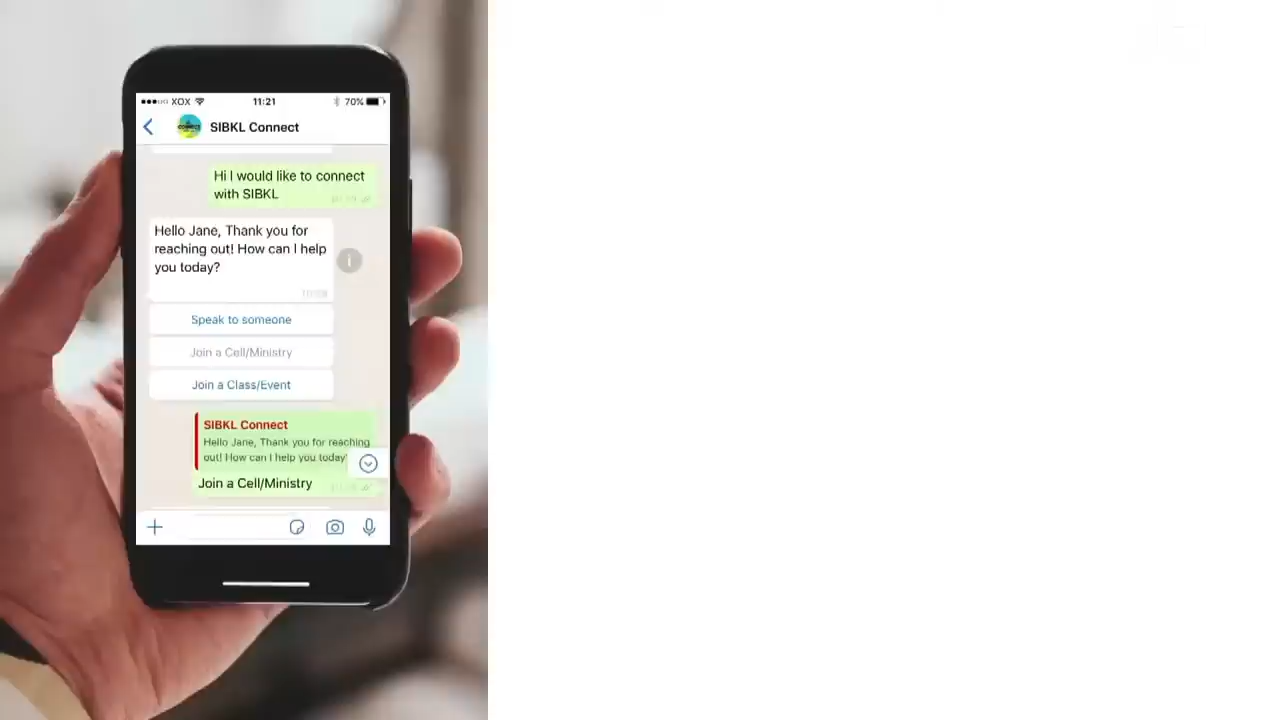 XOX
11:21
70%
SIBKL Connect
Hi I would like to connect
with SIBKL
Hello Jane, Thank you for
reaching out! How can I help
you today?
Speak to someone
Join a Cell/Ministry
Join a Class/Event
SIBKL Connect
Hello Jane, Thank you for reaching
out! How can I help you today
Join a Cell/Ministry